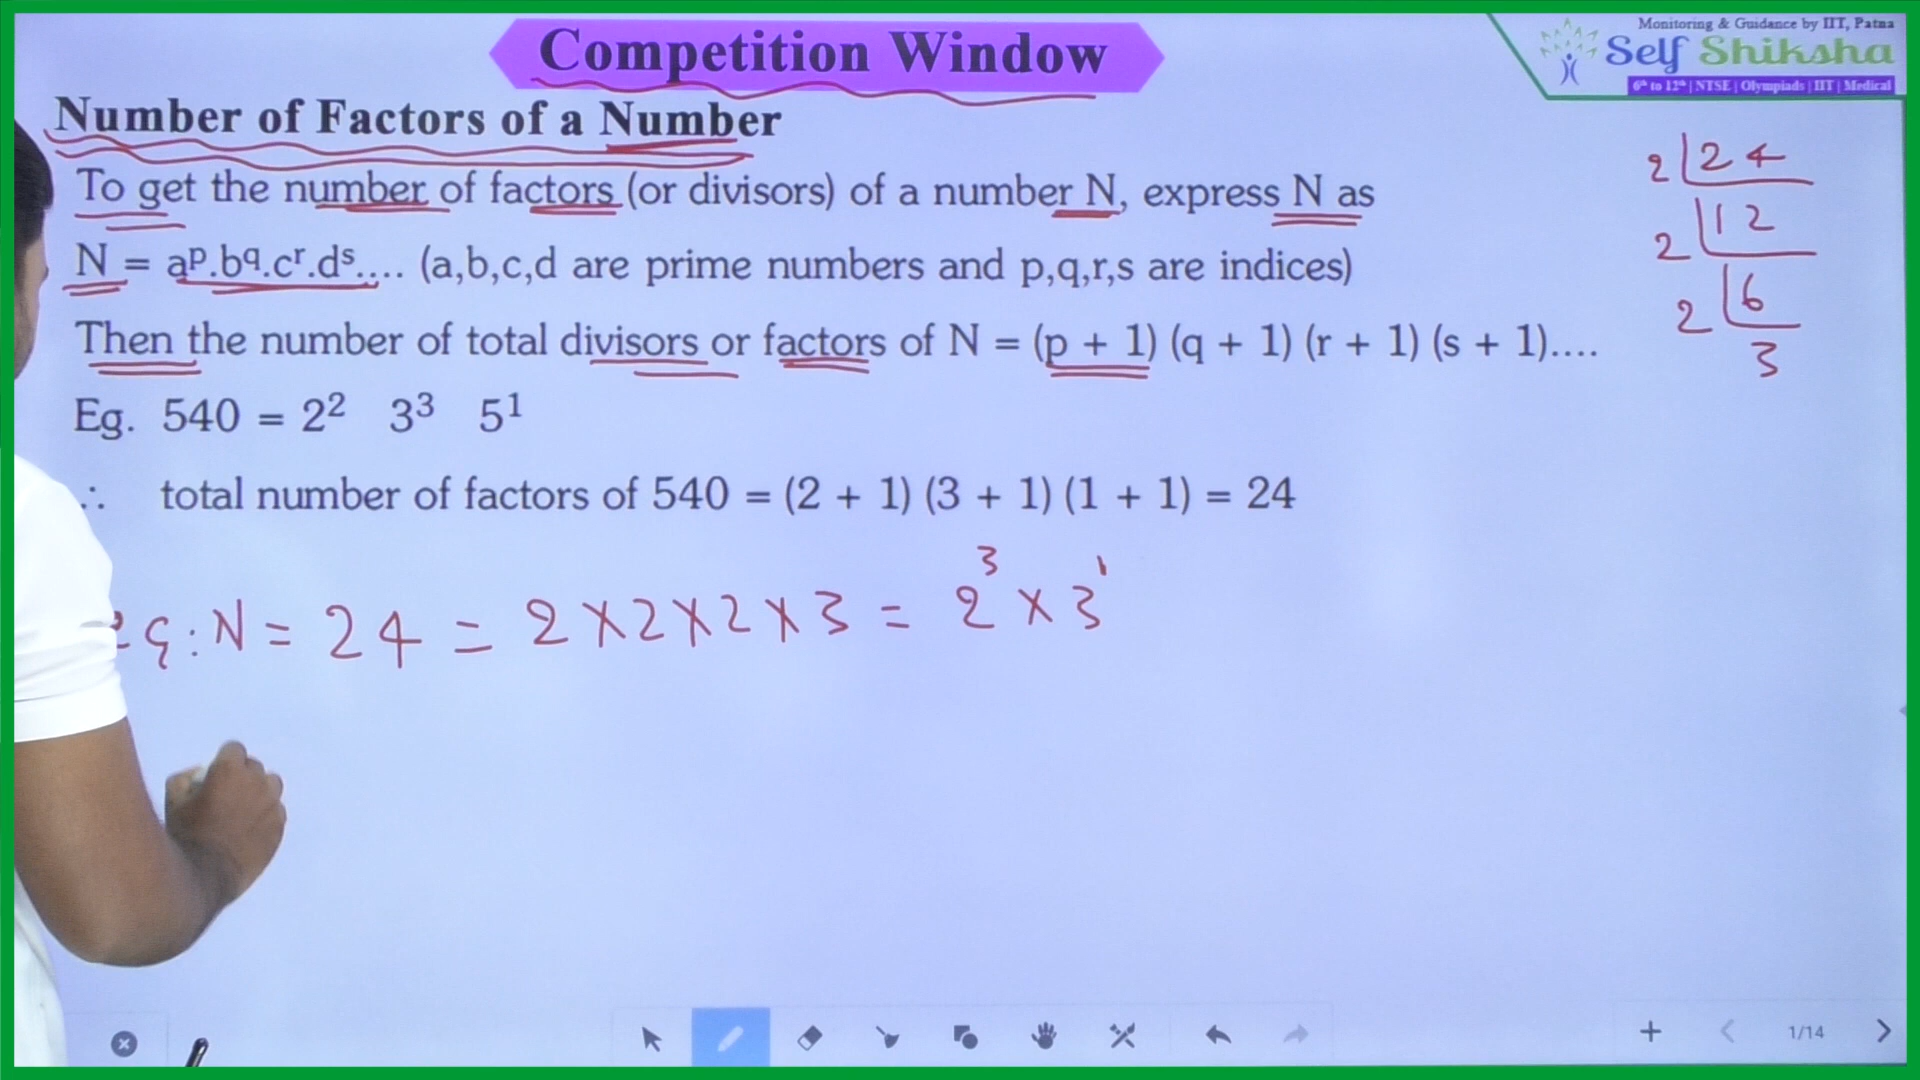 Competition Window
Monitoring & Guidance by IIT, Patna
Self Shiksha
6th to 12th | NTSE | Olympiads | IIT | Medical
Number of Factors of a Number
To get the number of factors (or divisors) of a number N, express N as
N = aᵖ.b^q.cʳ.dˢ.... (a,b,c,d are prime numbers and p,q,r,s are indices)
Then the number of total divisors or factors of N = (p + 1) (q + 1) (r + 1) (s + 1)....
Eg. 540 = 2² 3³ 5¹
∴ total number of factors of 540 = (2 + 1) (3 + 1) (1 + 1) = 24
eg: N = 24 = 2 × 2 × 2 × 3 = 2³ × 3¹
2 | 24
2 | 12
2 | 6
3
1/14